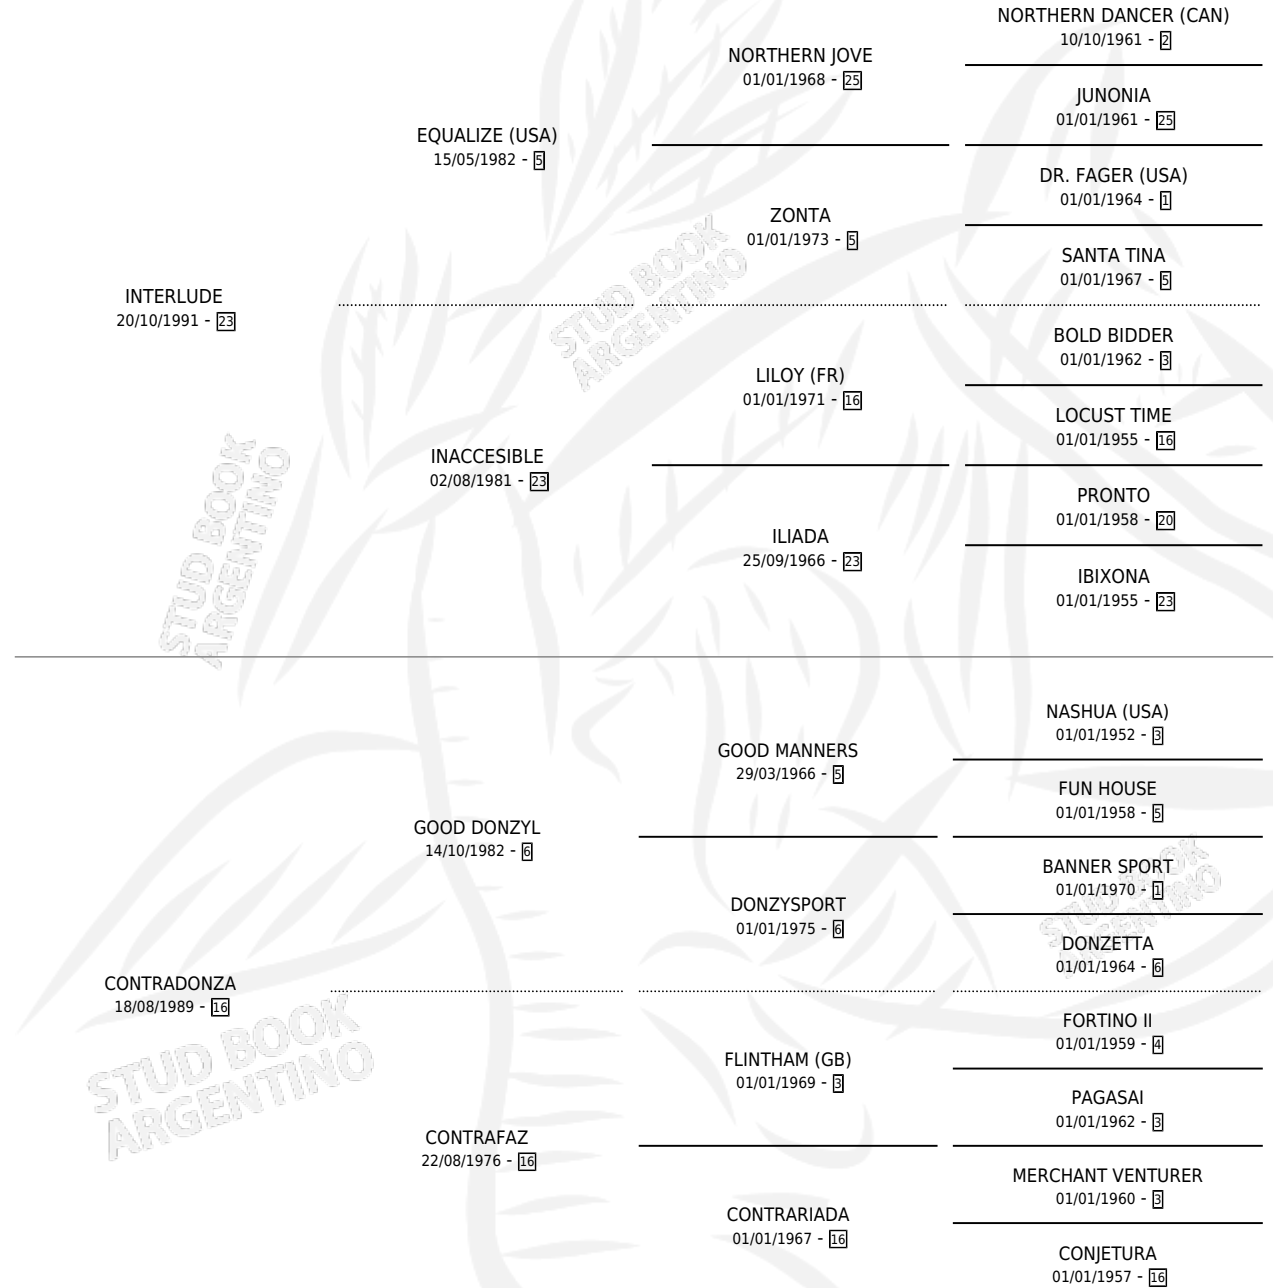 NORTHERN DANCER (CAN)
10/10/1961 - 2
NORTHERN JOVE
01/01/1968 - 25
JUNONIA
01/01/1961 - 25
EQUALIZE (USA)
15/05/1982 - 5
DR. FAGER (USA)
01/01/1964 - 1
ZONTA
01/01/1973 - 5
SANTA TINA
01/01/1967 - 5
INTERLUDE
20/10/1991 - 23
BOLD BIDDER
01/01/1962 - 3
LILOY (FR)
01/01/1971 - 16
LOCUST TIME
01/01/1955 - 16
INACCESIBLE
02/08/1981 - 23
PRONTO
01/01/1958 - 20
ILIADA
25/09/1966 - 23
IBIXONA
01/01/1955 - 23
NASHUA (USA)
01/01/1952 - 3
GOOD MANNERS
29/03/1966 - 5
FUN HOUSE
01/01/1958 - 5
GOOD DONZYL
14/10/1982 - 6
BANNER SPORT
01/01/1970 - 1
DONZYSPORT
01/01/1975 - 6
DONZETTA
01/01/1964 - 6
CONTRADONZA
18/08/1989 - 16
FORTINO II
01/01/1959 - 4
FLINTHAM (GB)
01/01/1969 - 3
PAGASAI
01/01/1962 - 3
CONTRAFAZ
22/08/1976 - 16
MERCHANT VENTURER
01/01/1960 - 3
CONTRARIADA
01/01/1967 - 16
CONJETURA
01/01/1957 - 16
STUD BOOK
ARGENTINO
STUD BOOK
ARGENTINO
STUD BOOK
ARGENTINO
STUD BOOK
ARGENTINO